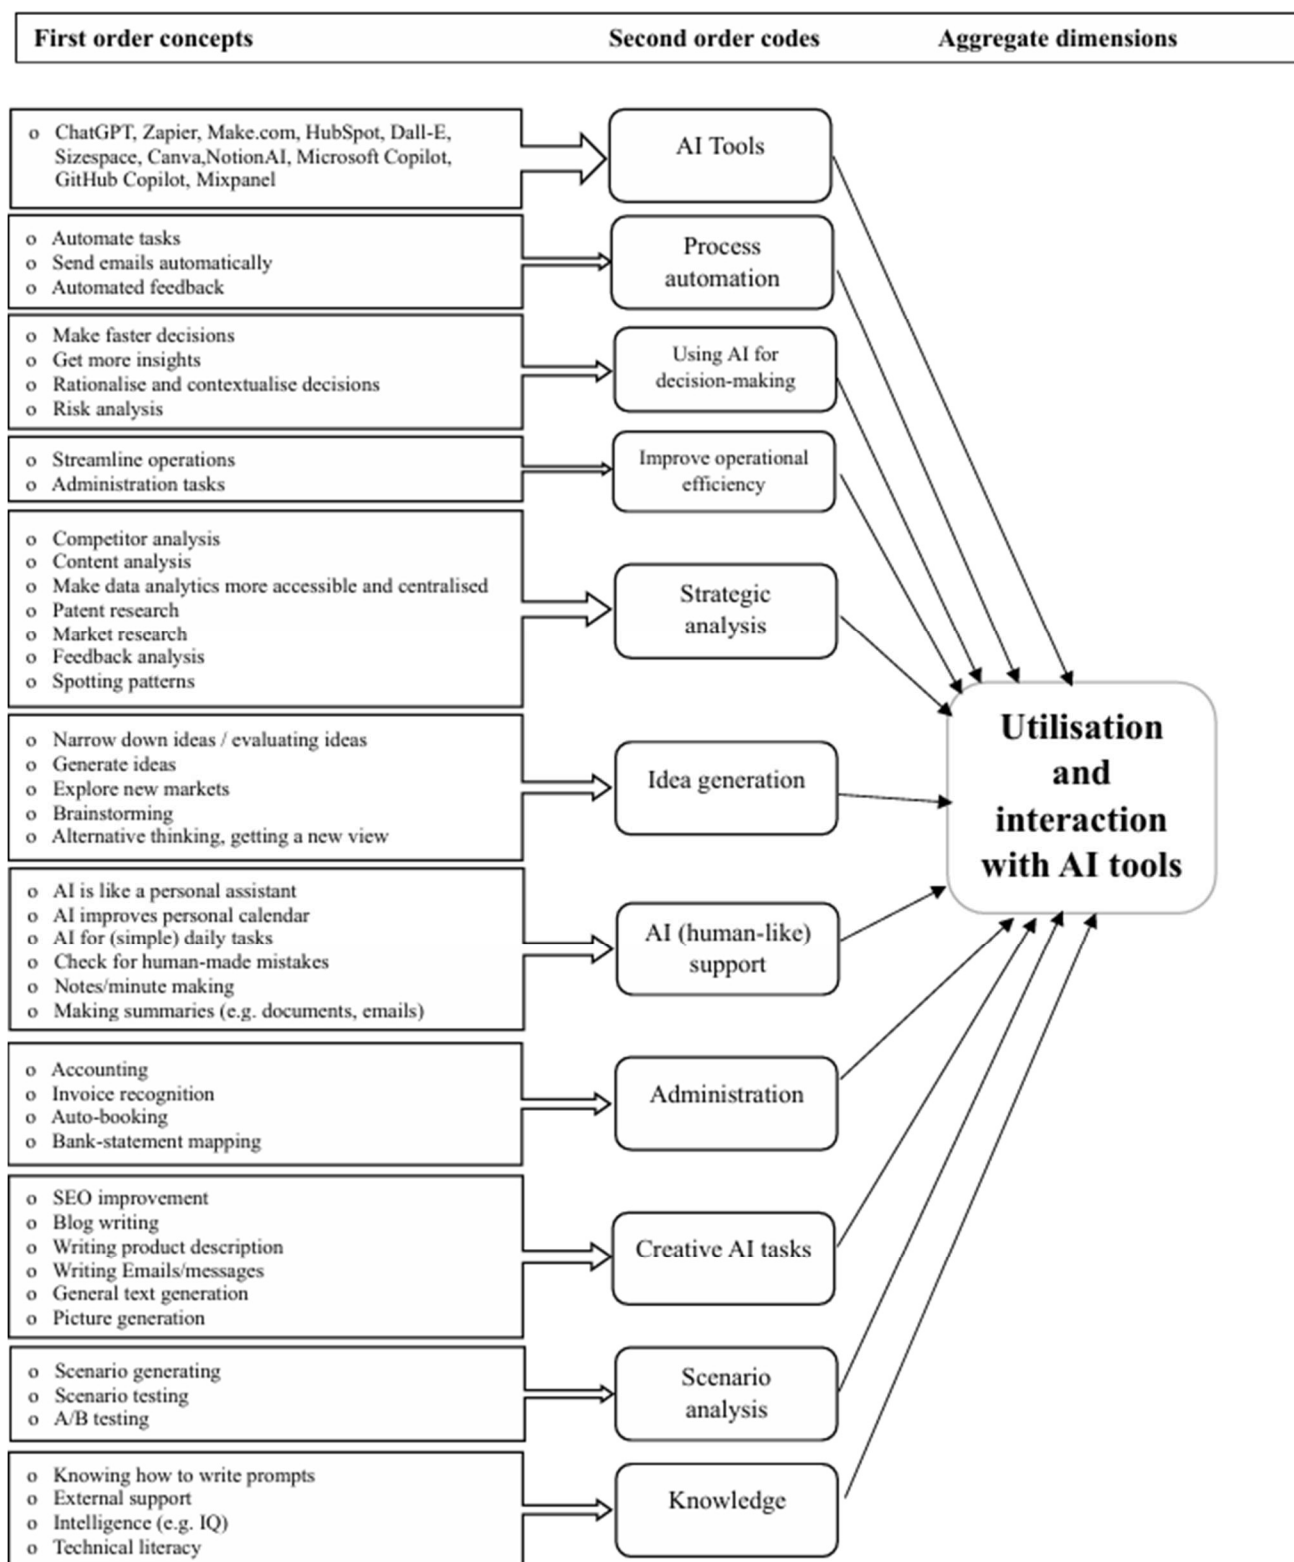 First order concepts Second order codes Aggregate dimensions
o ChatGPT, Zapier, Make.com, HubSpot, Dall-E,
Sizespace, Canva,NotionAI, Microsoft Copilot,
GitHub Copilot, Mixpanel
AI Tools
o Automate tasks
o Send emails automatically
o Automated feedback
Process
automation
o Make faster decisions
o Get more insights
o Rationalise and contextualise decisions
o Risk analysis
Using AI for
decision-making
o Streamline operations
o Administration tasks
Improve operational
efficiency
o Competitor analysis
o Content analysis
o Make data analytics more accessible and centralised
o Patent research
o Market research
o Feedback analysis
o Spotting patterns
Strategic
analysis
o Narrow down ideas / evaluating ideas
o Generate ideas
o Explore new markets
o Brainstorming
o Alternative thinking, getting a new view
Idea generation
o AI is like a personal assistant
o AI improves personal calendar
o AI for (simple) daily tasks
o Check for human-made mistakes
o Notes/minute making
o Making summaries (e.g. documents, emails)
AI (human-like)
support
o Accounting
o Invoice recognition
o Auto-booking
o Bank-statement mapping
Administration
o SEO improvement
o Blog writing
o Writing product description
o Writing Emails/messages
o General text generation
o Picture generation
Creative AI tasks
o Scenario generating
o Scenario testing
o A/B testing
Scenario
analysis
o Knowing how to write prompts
o External support
o Intelligence (e.g. IQ)
o Technical literacy
Knowledge
Utilisation
and
interaction
with AI tools